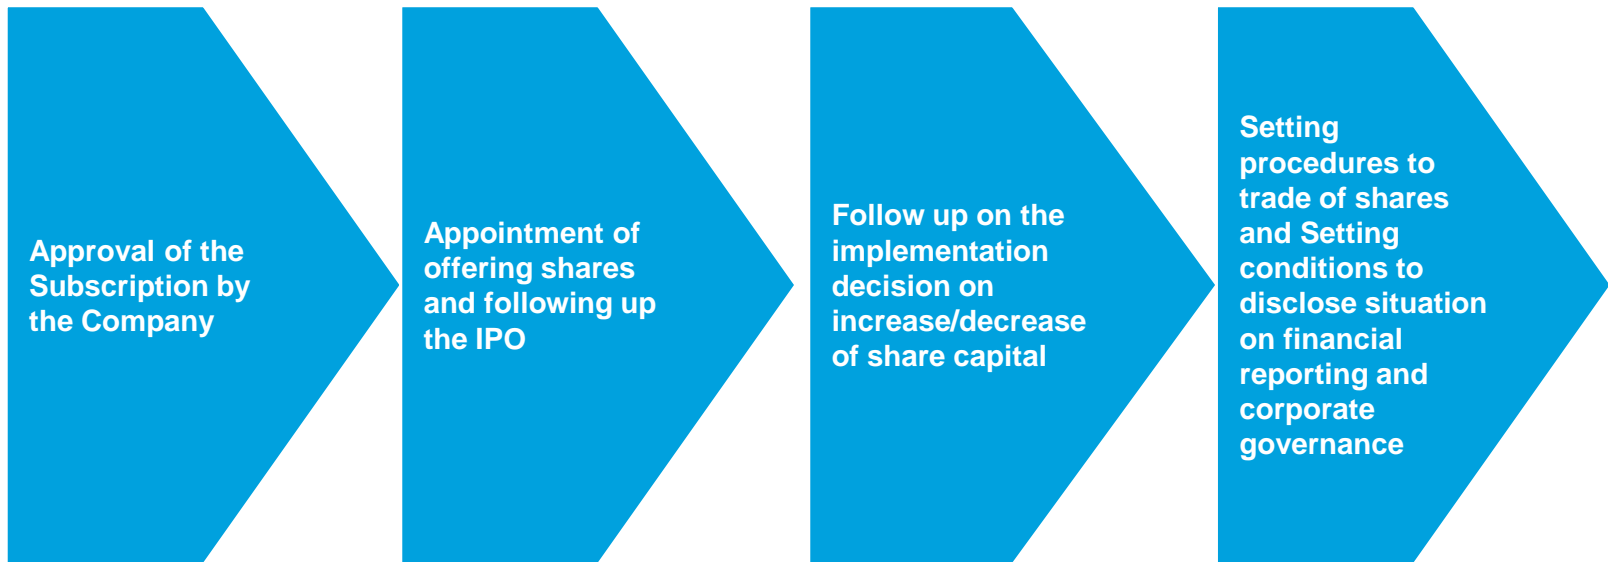 Approval of the
Subscription by
the Company
Appointment of
offering shares
and following up
the IPO
Follow up on the
implementation
decision on
increase/decrease
of share capital
Setting
procedures to
trade of shares
and Setting
conditions to
disclose situation
on financial
reporting and
corporate
governance